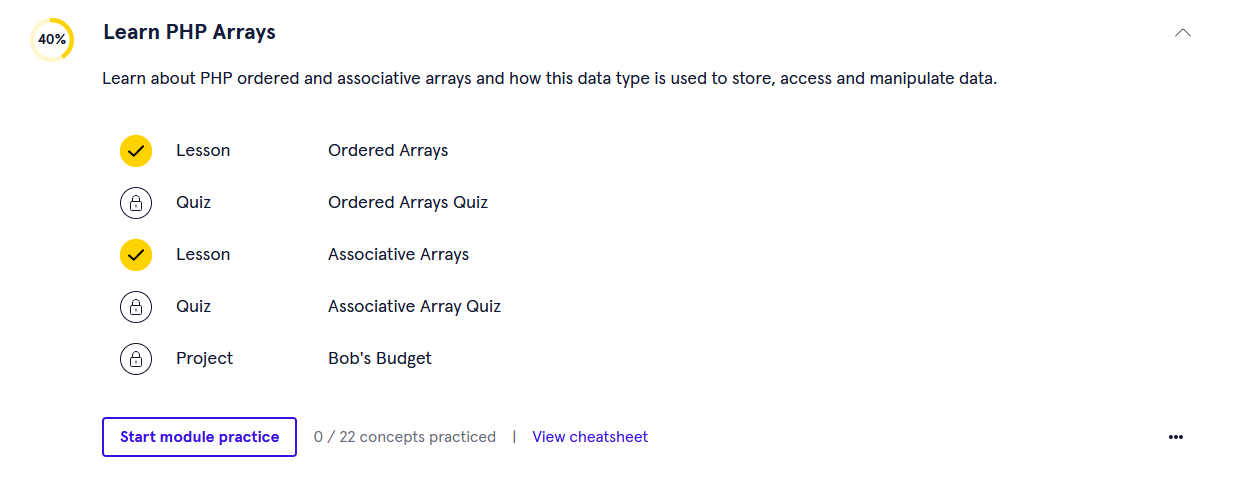 40%
Learn PHP Arrays
Learn about PHP ordered and associative arrays and how this data type is used to store, access and manipulate data.
Lesson Ordered Arrays
Quiz Ordered Arrays Quiz
Lesson Associative Arrays
Quiz Associative Array Quiz
Project Bob's Budget
Start module practice 0 / 22 concepts practiced | View cheatsheet